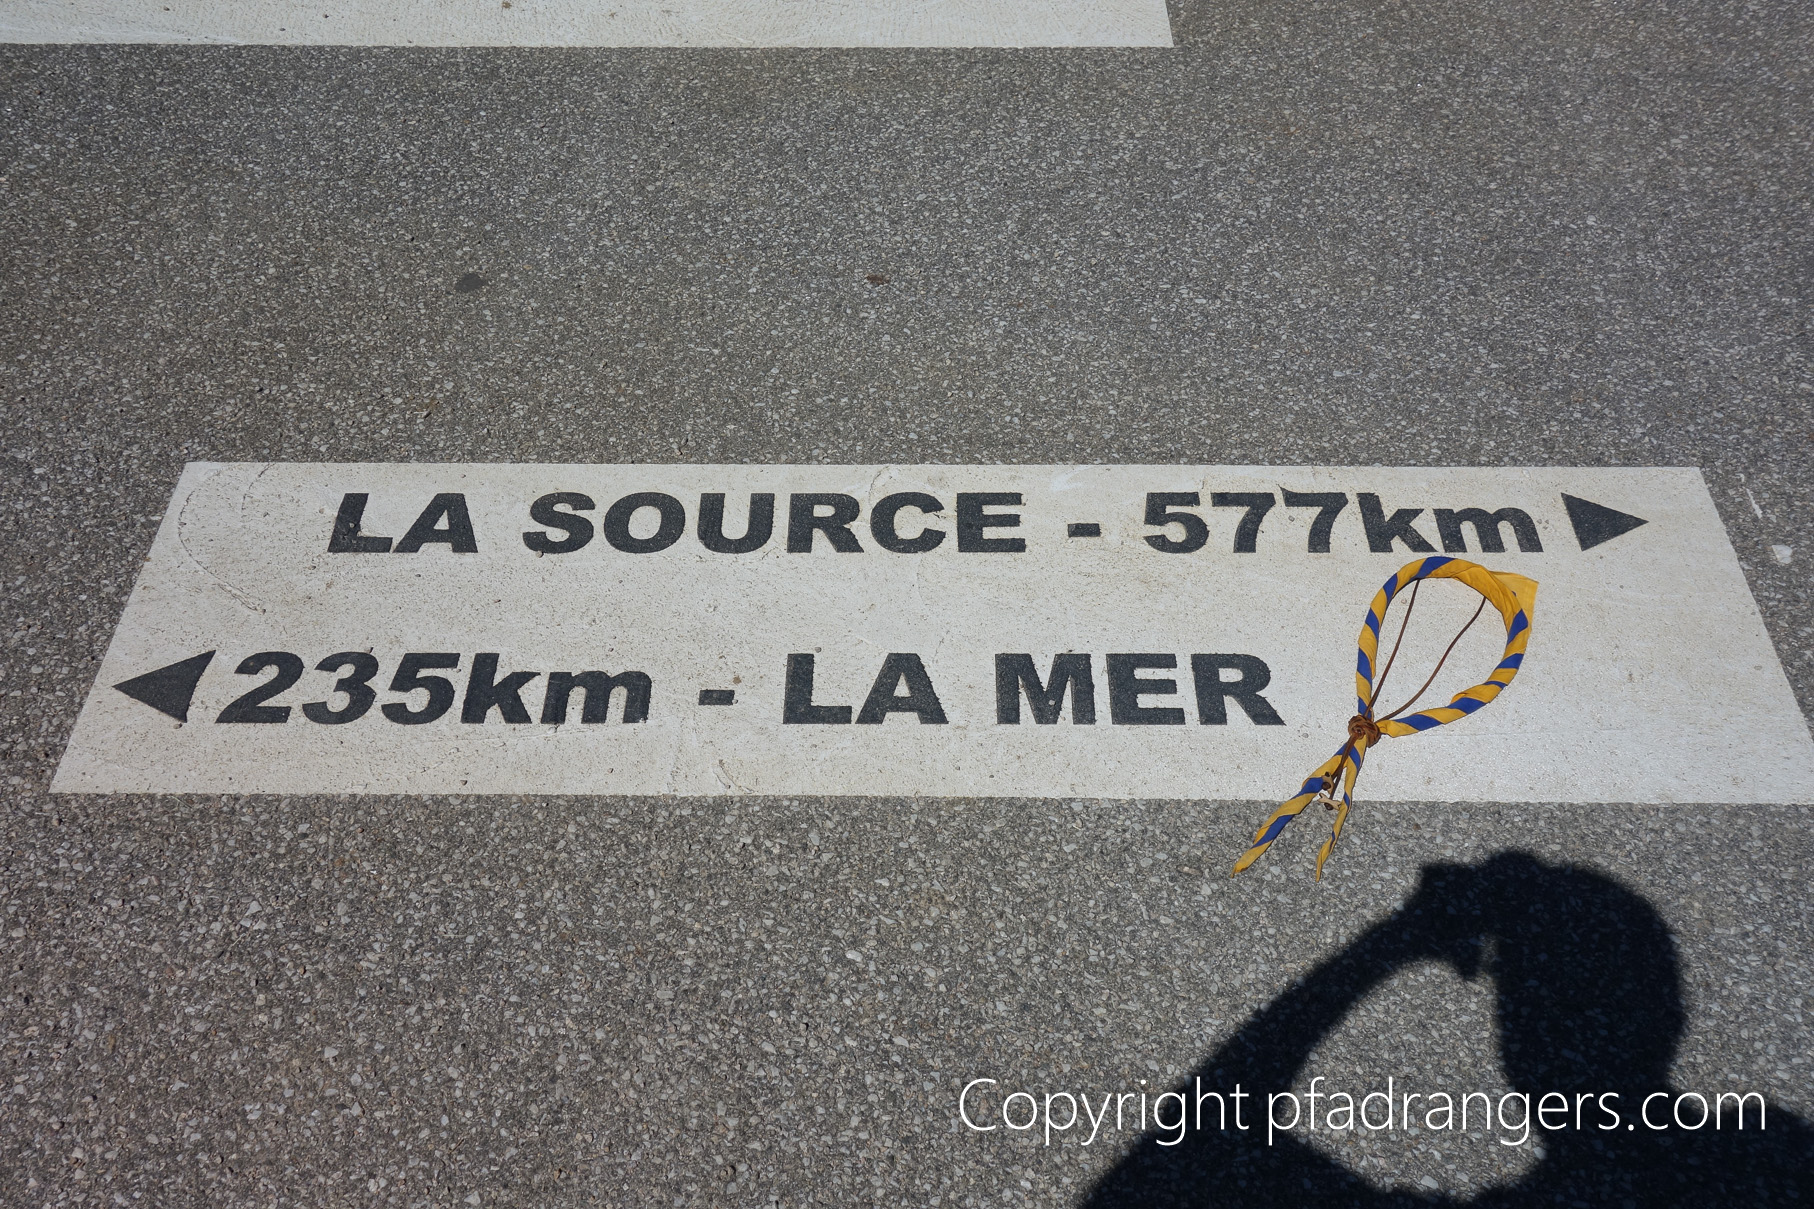 LA SOURCE - 577km
235km - LA MER
Copyright pfadrangers.com